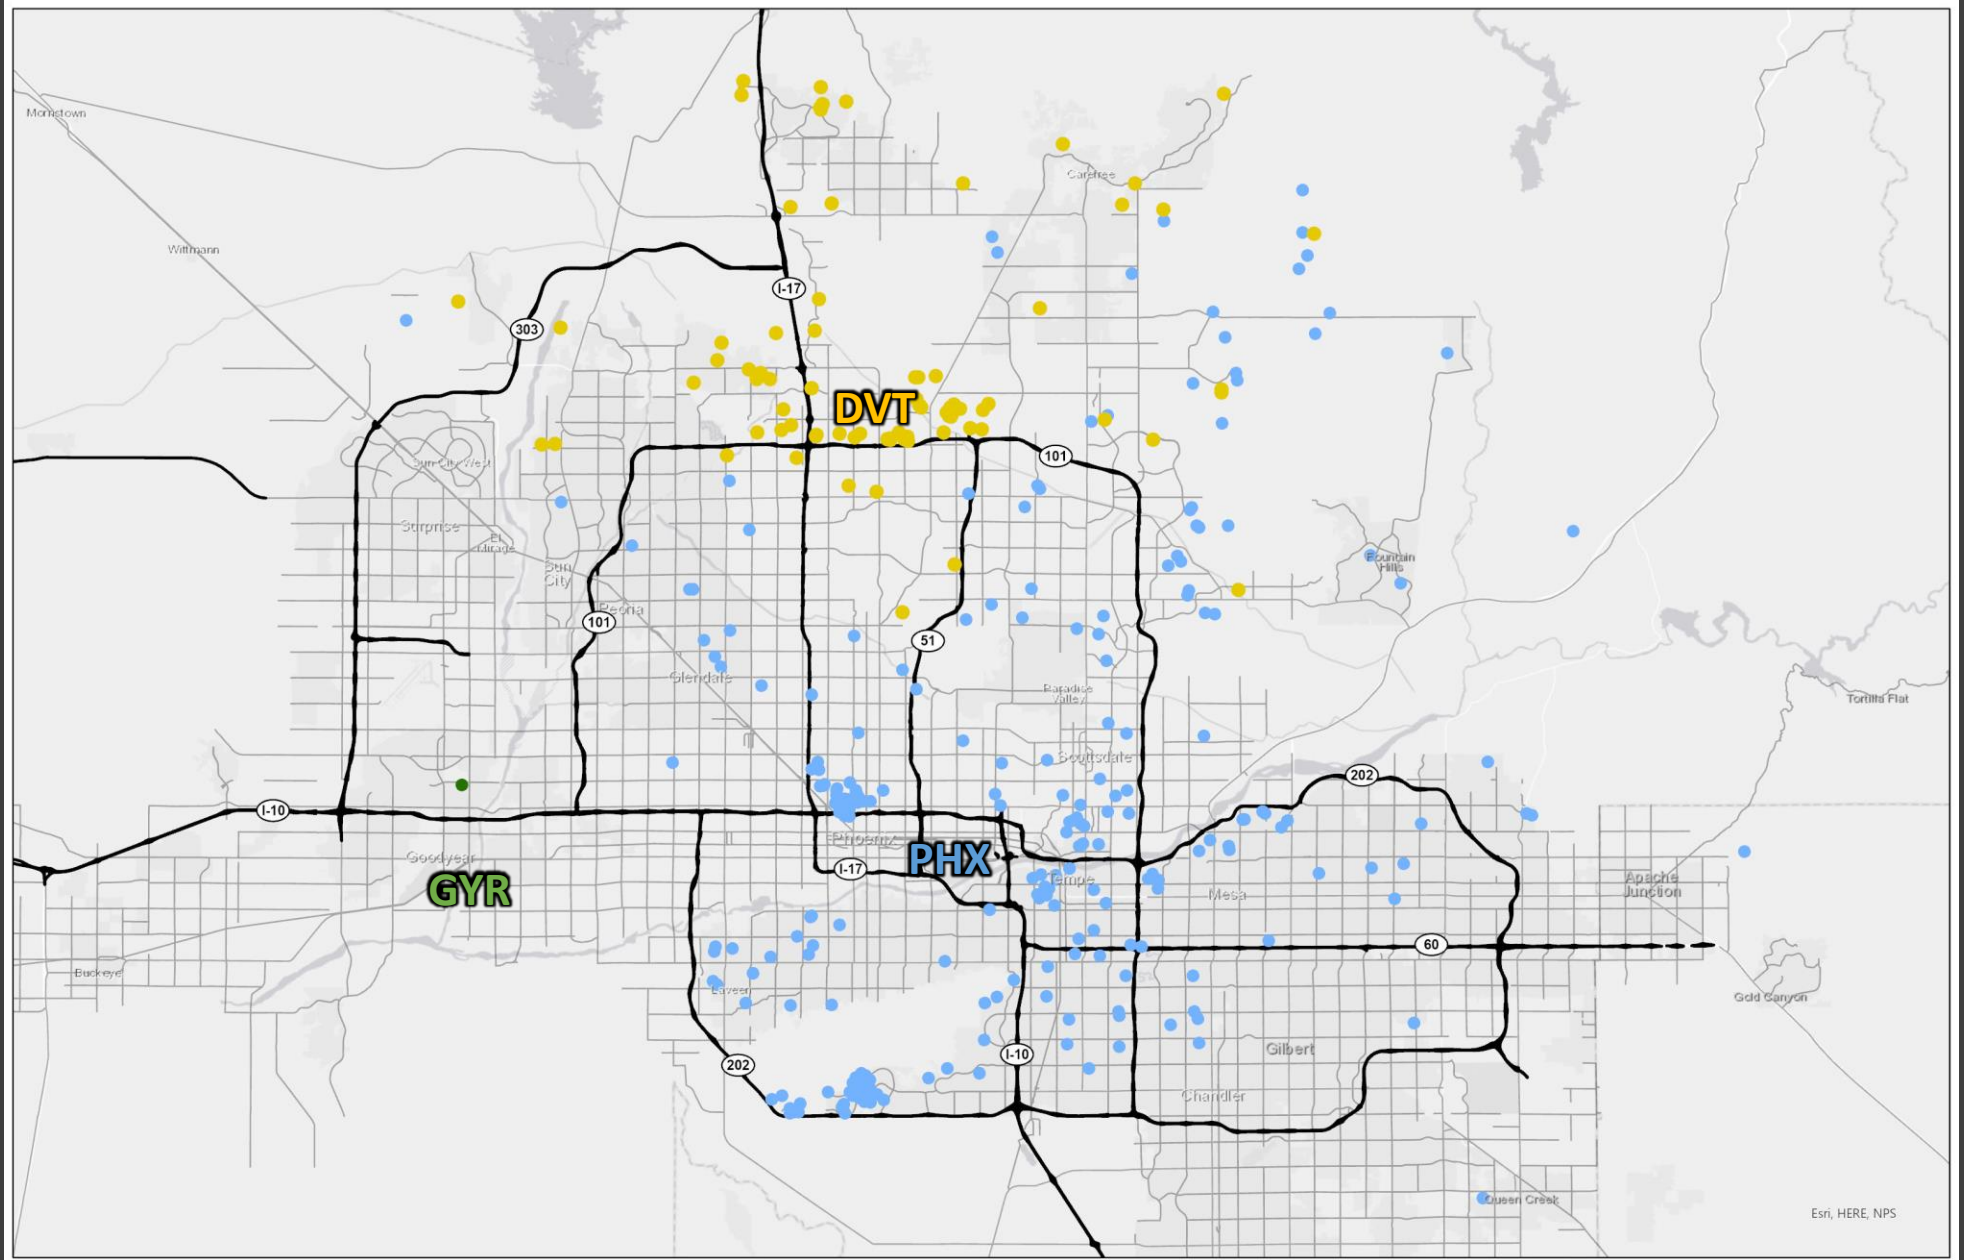 Morristown
Carefree
Wittmann
I-17
303
DVT
101
Sun City West
Surprise
El
Mirage
Sun
City
Fountain
Hills
Peoria
101
51
Glendale
Paradise
Valley
Tortilla Flat
Scottsdale
202
I-10
Phoenix
Goodyear
PHX
I-17
GYR
Tempe
Mesa
Apache
Junction
60
Buckeye
Laveen
Gold Canyon
I-10
Gilbert
202
Chandler
Queen Creek
Esri, HERE, NPS